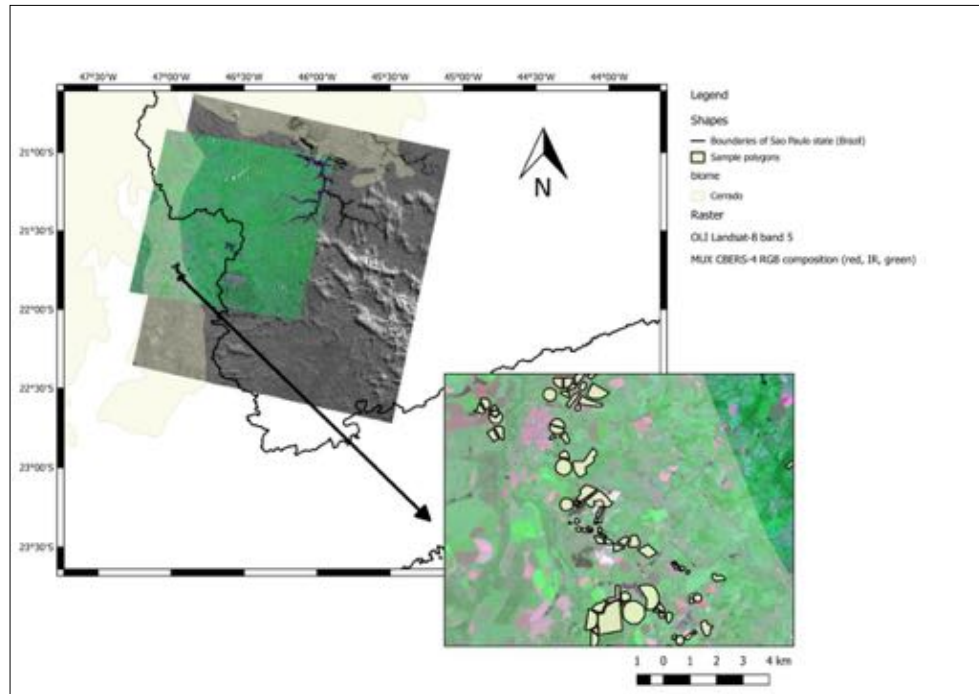 47°30'W 47°00'W 46°30'W 46°00'W 45°30'W 45°00'W 44°30'W 44°00'W
21°00'S
21°30'S
22°00'S
22°30'S
23°00'S
23°30'S
N
Legend
Shapes
Boundaries of Sao Paulo state (Brazil)
Sample polygons
biome
Cerrado
Raster
OLI Landsat-8 band 5
MUX CBERS-4 RGB composition (red, IR, green)
1 0 1 2 3 4 km